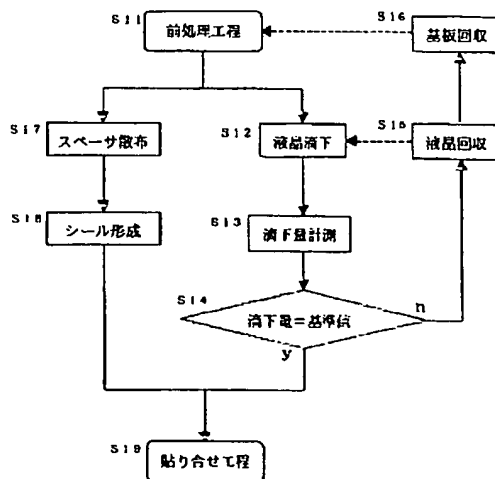 S11
前処理工程
S16
基板回収
S17
スペーサ散布
S12
液晶滴下
S15
液晶回収
S18
シール形成
S13
滴下量計測
S14
滴下量=基準値
n
y
S19
貼り合せ工程